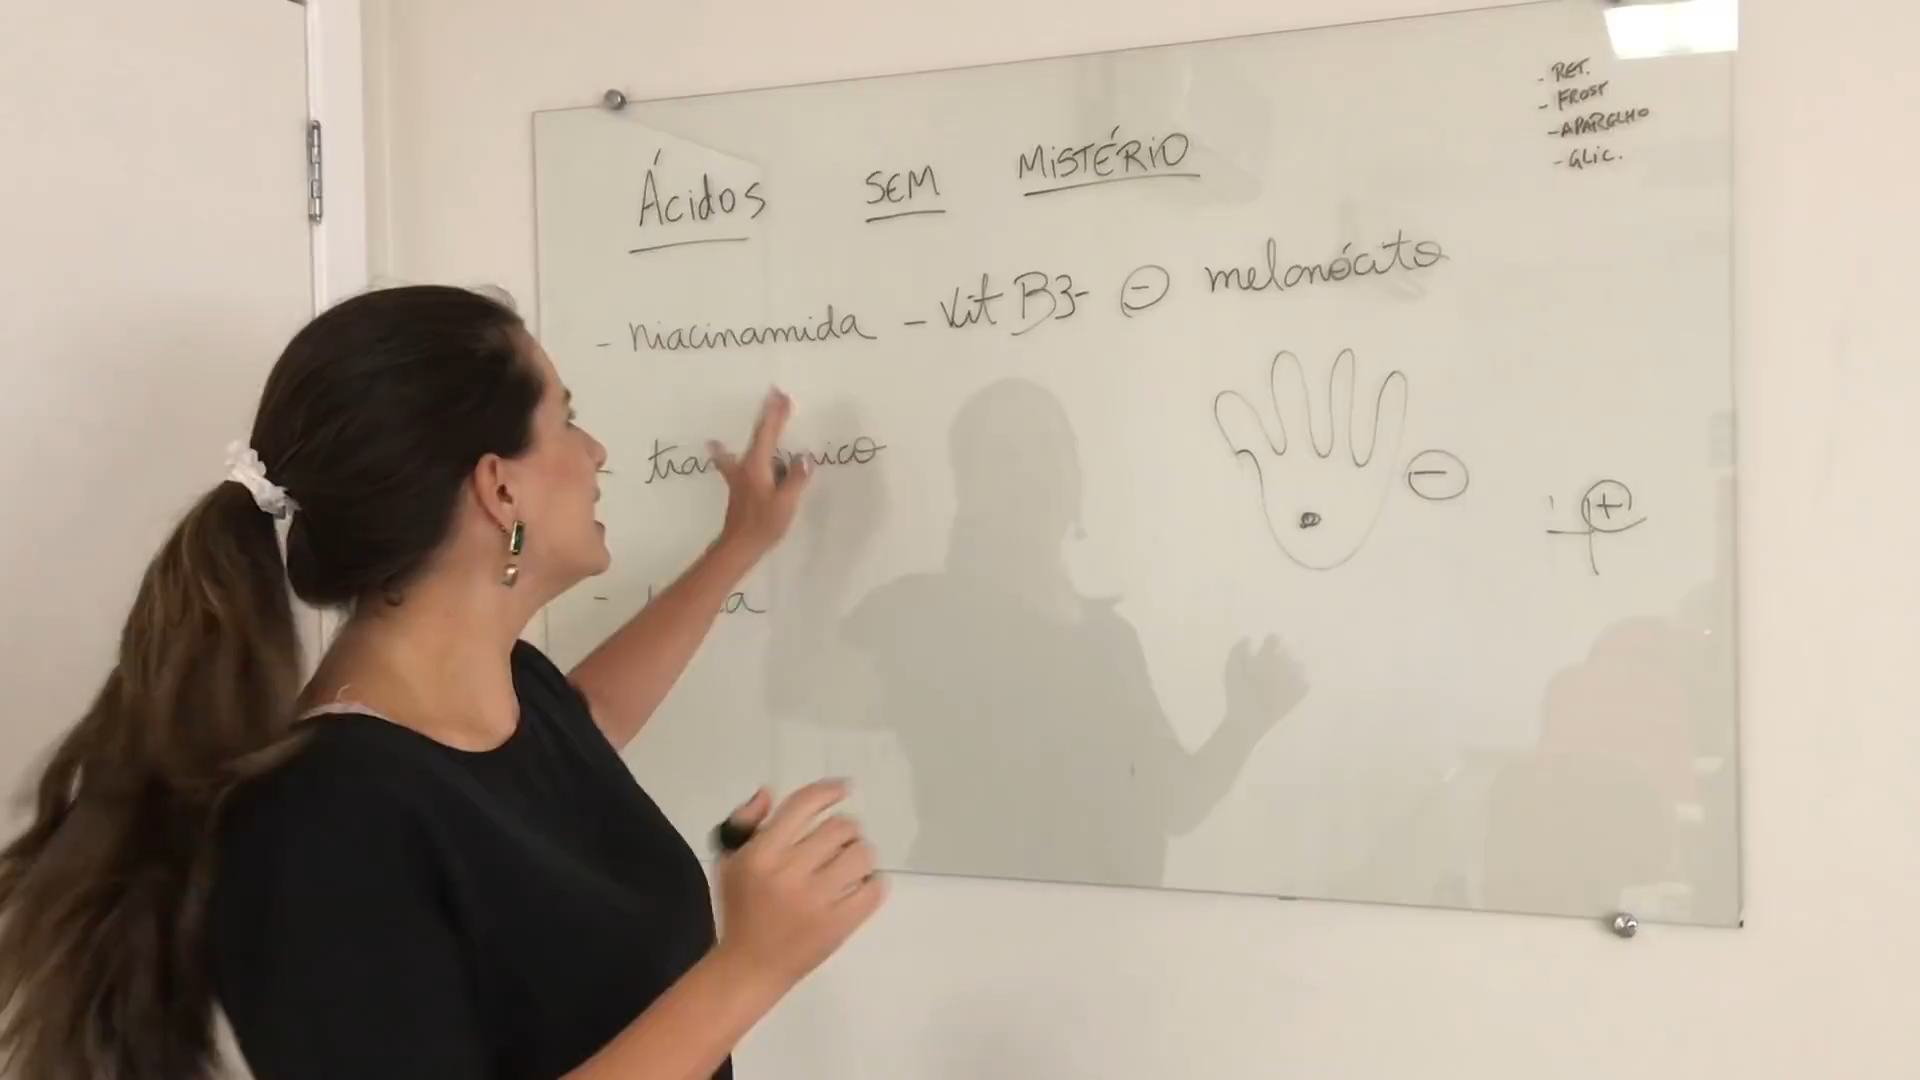 Ácidos SEM MiSTÉRiO
- RET.
- FROST
- APARELHO
- GLIC.
- Niacinamida - Vit B3 - ⊖ melanócito
-
⊖
+
-